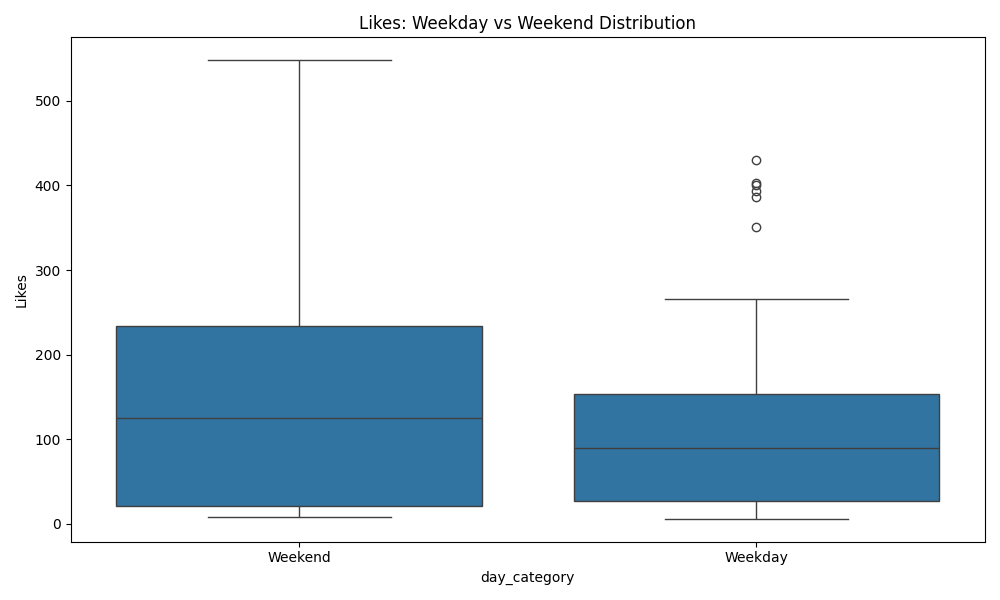 Likes: Weekday vs Weekend Distribution
500
400
300
200
100
0
Likes
Weekend
Weekday
day_category